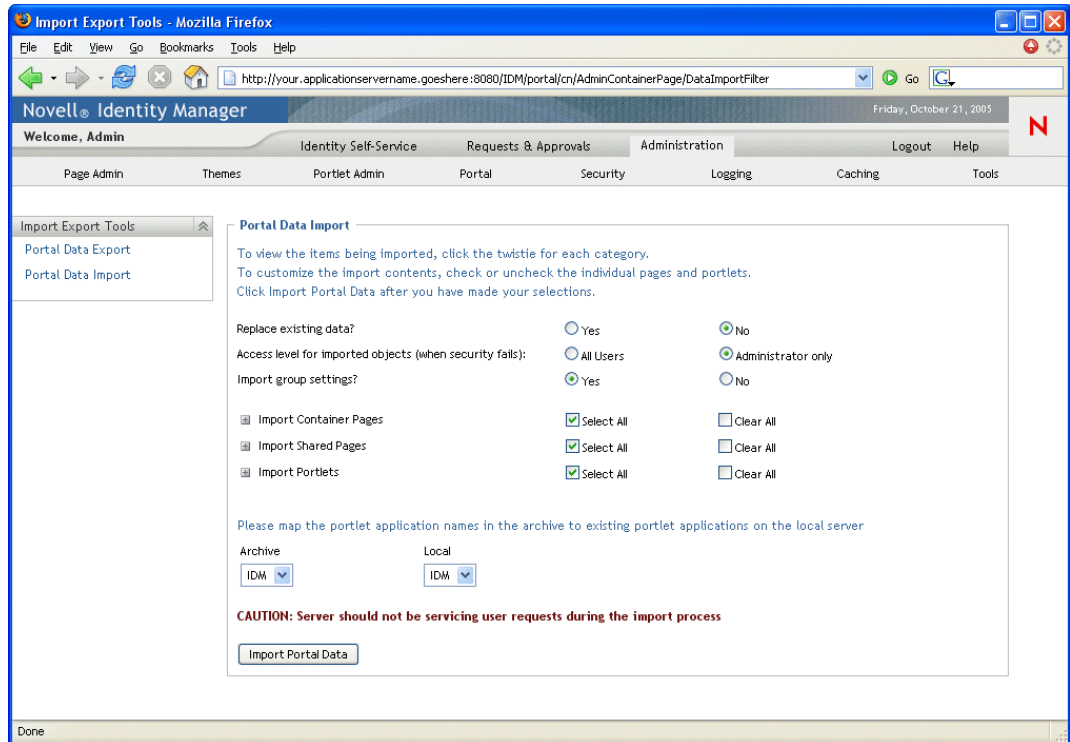 Import Export Tools - Mozilla Firefox
File Edit View Go Bookmarks Tools Help
http://your.applicationservername.goeshere:8080/IDM/portal/cn/AdminContainerPage/DataImportFilter Go G
Novell® Identity Manager Friday, October 21, 2005
N
Welcome, Admin
Identity Self-Service Requests & Approvals Administration Logout Help
Page Admin Themes Portlet Admin Portal Security Logging Caching Tools
Import Export Tools
Portal Data Export
Portal Data Import
Portal Data Import
To view the items being imported, click the twistie for each category.
To customize the import contents, check or uncheck the individual pages and portlets.
Click Import Portal Data after you have made your selections.
Replace existing data? Yes No
Access level for imported objects (when security fails): All Users Administrator only
Import group settings? Yes No
Import Container Pages Select All Clear All
Import Shared Pages Select All Clear All
Import Portlets Select All Clear All
Please map the portlet application names in the archive to existing portlet applications on the local server
Archive Local
IDM IDM
CAUTION: Server should not be servicing user requests during the import process
Import Portal Data
Done